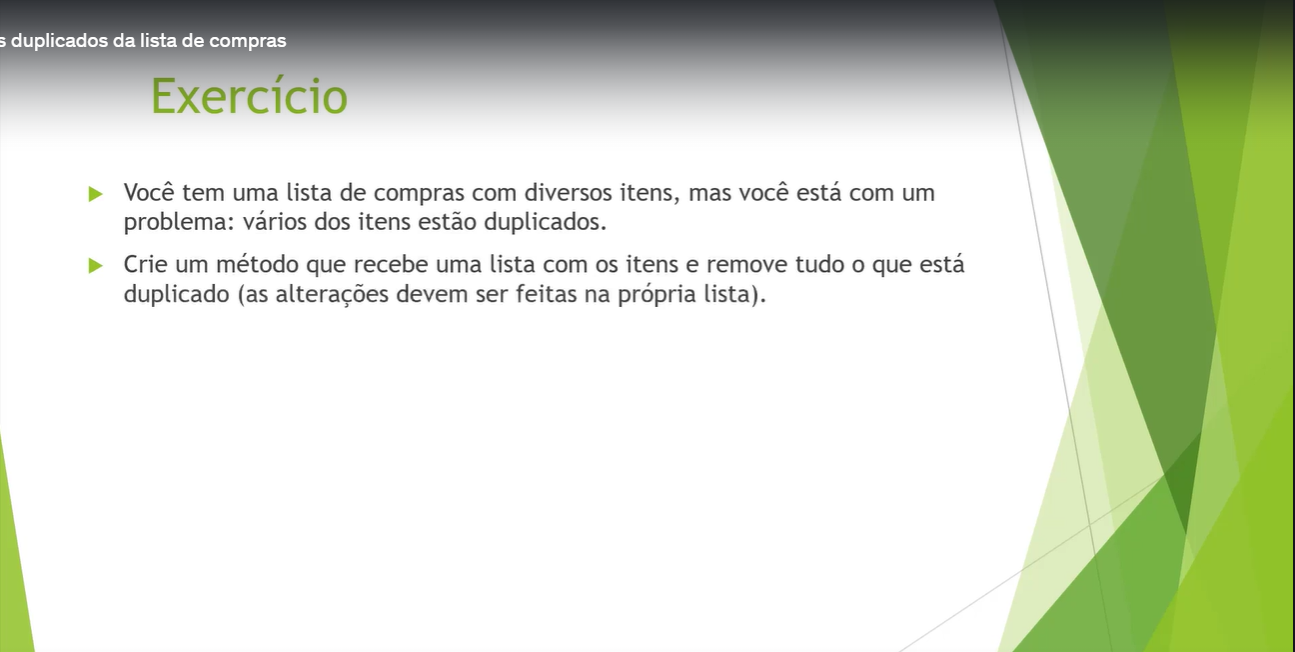 s duplicados da lista de compras
Exercício
Você tem uma lista de compras com diversos itens, mas você está com um
problema: vários dos itens estão duplicados.
Crie um método que recebe uma lista com os itens e remove tudo o que está
duplicado (as alterações devem ser feitas na própria lista).